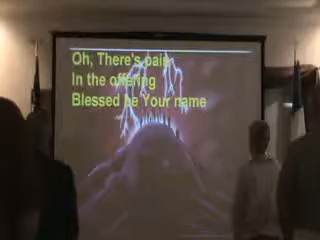 Oh, There's pain
In the offering
Blessed be Your name